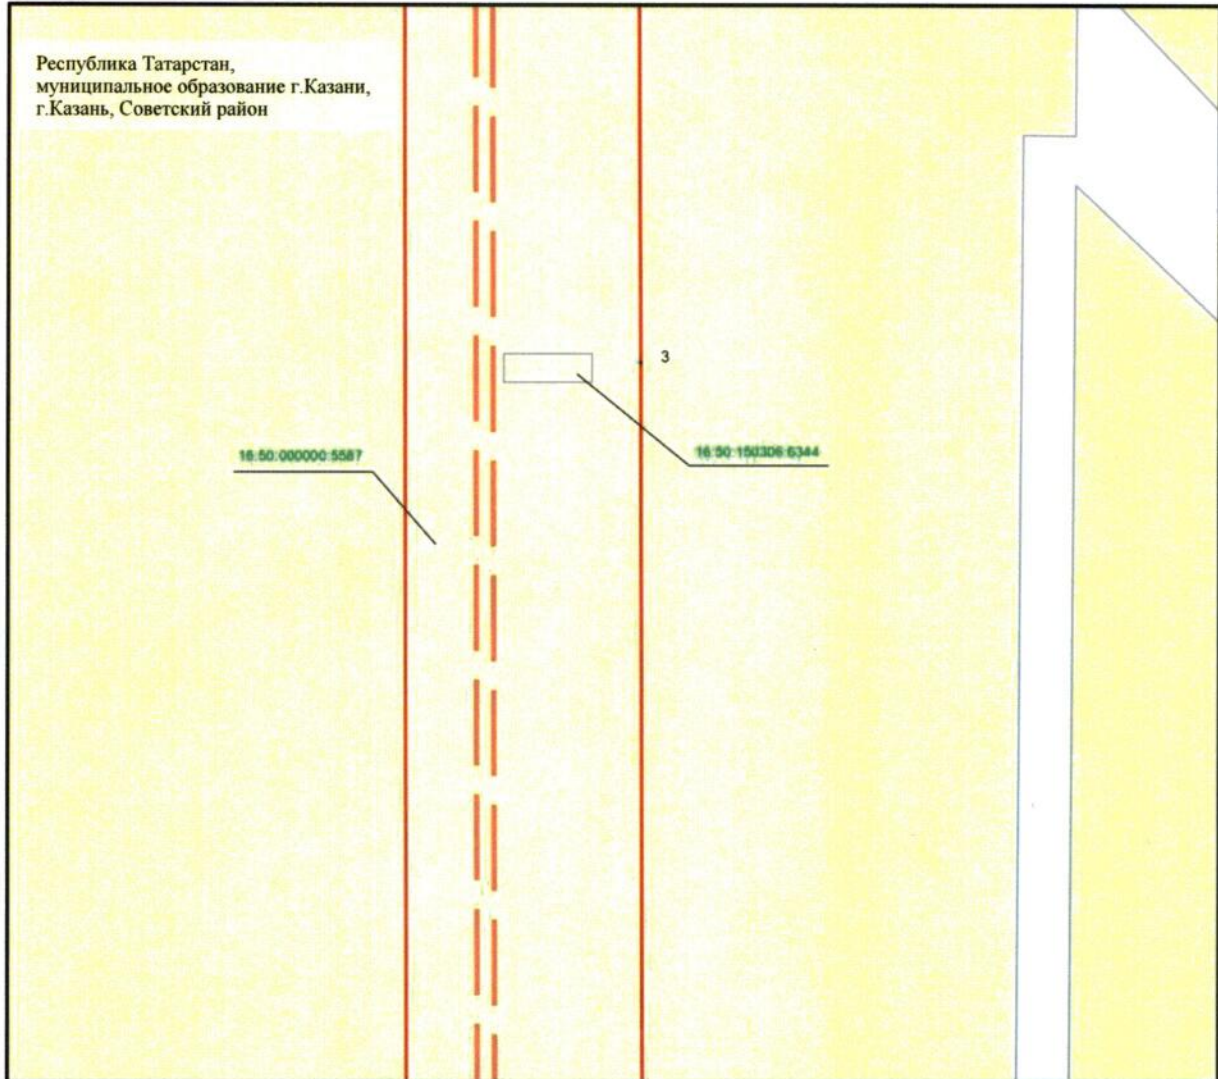 Республика Татарстан,
муниципальное образование г.Казани,
г.Казань, Советский район
3
16:50:000000:5587
16:50:150306:6344